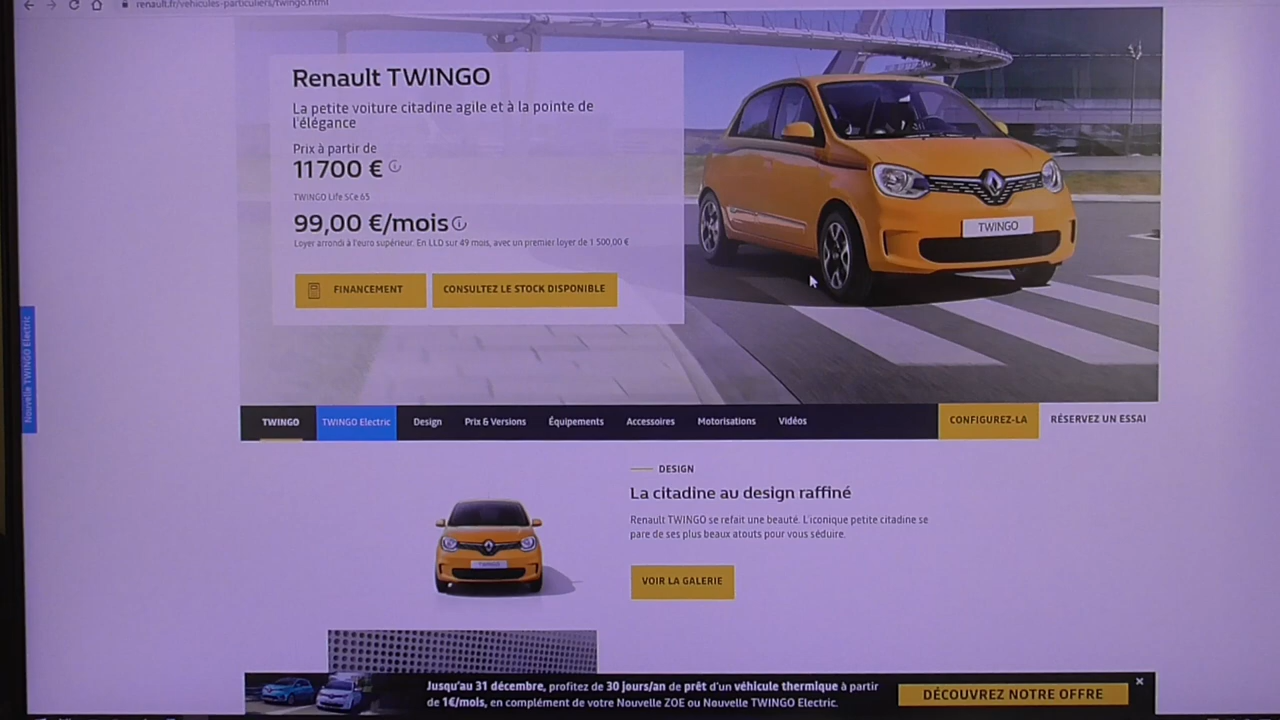 renault.fr/vehicules-particuliers/twingo.html
Renault TWINGO
La petite voiture citadine agile et à la pointe de
l'élégance
Prix à partir de
11 700 €
TWINGO Life SCe 65
99,00 €/mois
Loyer arrondi à l'euro supérieur. En LLD sur 49 mois, avec un premier loyer de 1 500,00 €
FINANCEMENT
CONSULTEZ LE STOCK DISPONIBLE
TWINGO
Nouvelle TWINGO Electric
TWINGO TWINGO Electric Design Prix & Versions Équipements Accessoires Motorisations Vidéos CONFIGUREZ-LA RÉSERVEZ UN ESSAI
DESIGN
La citadine au design raffiné
Renault TWINGO se refait une beauté. L'iconique petite citadine se
pare de ses plus beaux atouts pour vous séduire.
TWINGO
VOIR LA GALERIE
Jusqu'au 31 décembre, profitez de 30 jours/an de prêt d'un véhicule thermique à partir
de 1€/mois, en complément de votre Nouvelle ZOE ou Nouvelle TWINGO Electric.
DÉCOUVREZ NOTRE OFFRE